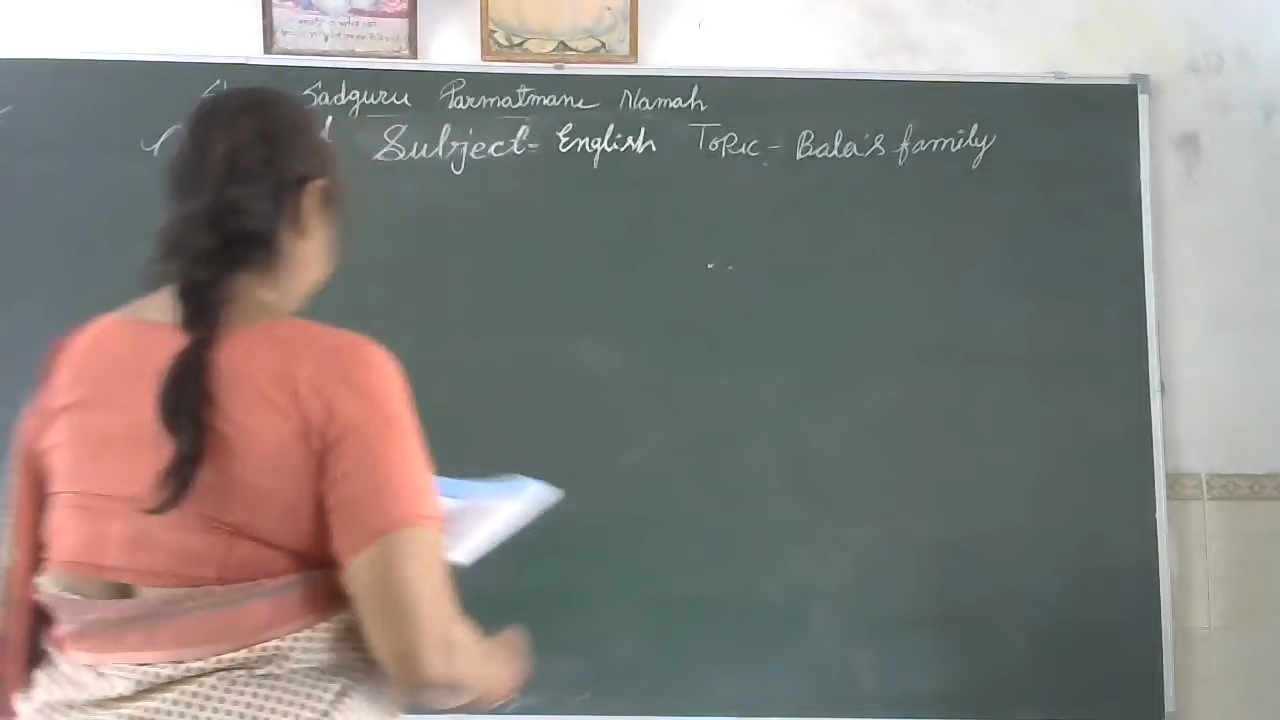 Sadguru Parmatmane Namah
Subject- English Topic - Bala's family